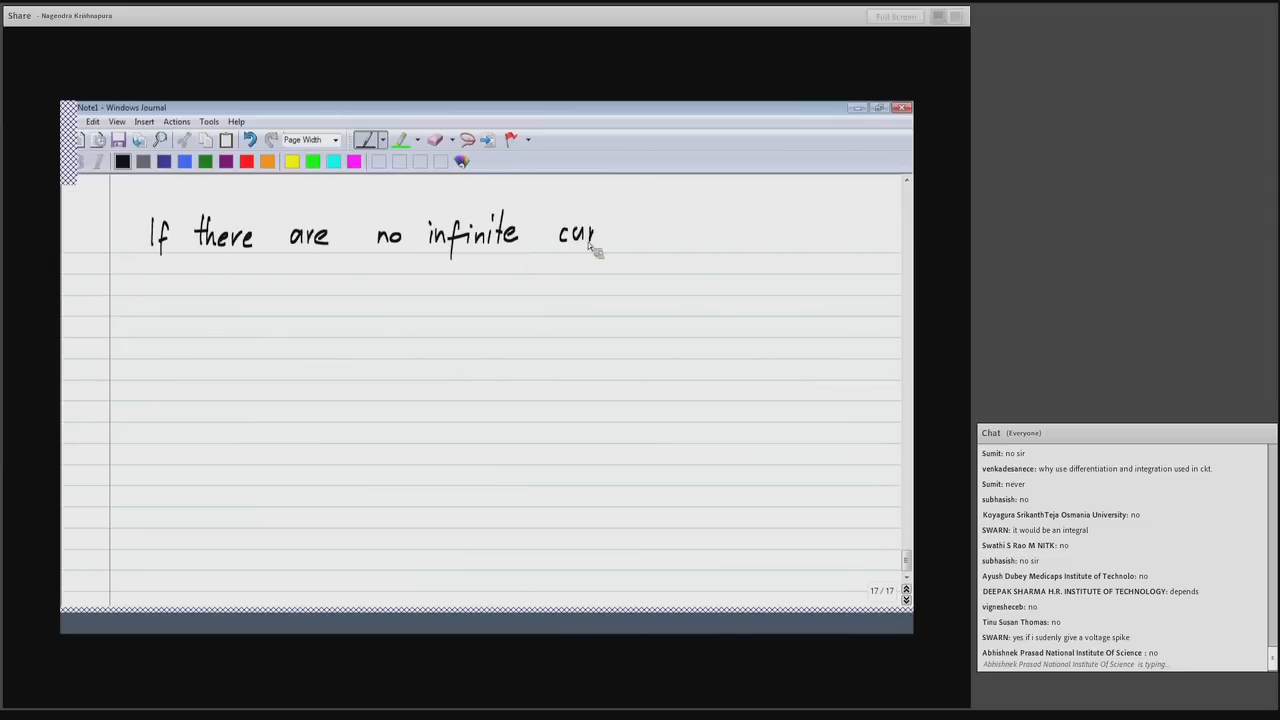 Share - Nagendra Krishnapura
Full Screen
Note1 - Windows Journal
Edit View Insert Actions Tools Help
Page Width
If there are no infinite cur
17 / 17
Chat (Everyone)
Sumit: no sir
venkadesanece: why use differentiation and integration used in ckt.
Sumit: never
subhasish: no
Koyagura SrikanthTeja Osmania University: no
SWARN: it would be an integral
Swathi S Rao M NITK: no
subhasish: no sir
Ayush Dubey Medicaps Institute of Technolo: no
DEEPAK SHARMA H.R. INSTITUTE OF TECHNOLOGY: depends
vignesheceb: no
Tinu Susan Thomas: no
SWARN: yes if i sudenly give a voltage spike
Abhishnek Prasad National Institute Of Science : no
Abhishnek Prasad National Institute Of Science is typing...